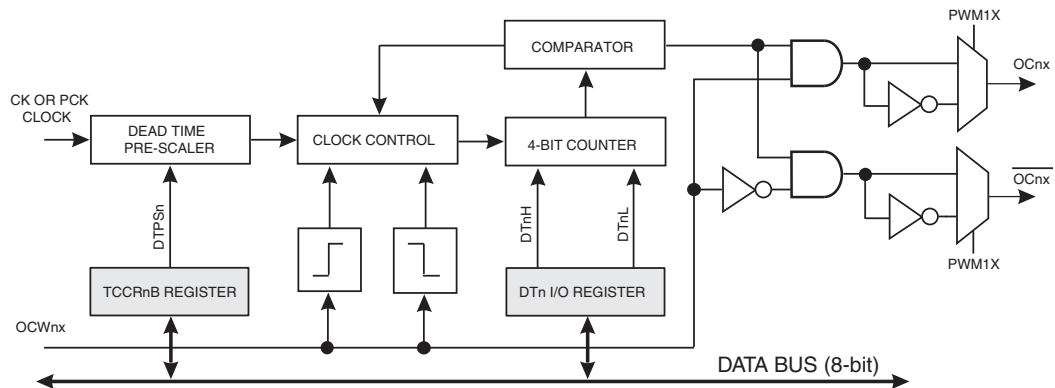 PWM1X
COMPARATOR
OCnx
CK OR PCK
CLOCK
DEAD TIME
PRE-SCALER
CLOCK CONTROL
4-BIT COUNTER
OCnx
DTPSn
DTnH
DTnL
PWM1X
TCCRnB REGISTER
DTn I/O REGISTER
OCWnx
DATA BUS (8-bit)